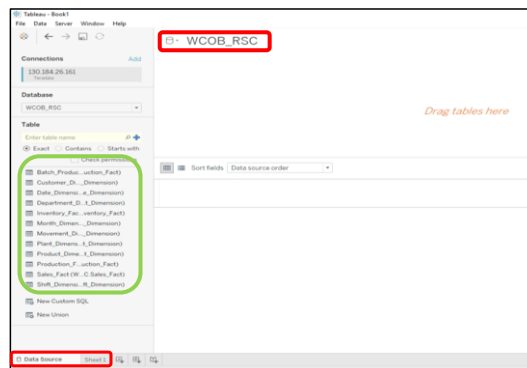 Tableau - Book1
File Data Server Window Help
WCOB_RSC
Connections Add
130.184.26.161
Teradata
Database
WCOB_RSC
Drag tables here
Table
Enter table name
Exact Contains Starts with
Check permissions
Sort fields Data source order
Batch_Produc...uction_Fact)
Customer_Di..._Dimension)
Date_Dimensi...e_Dimension)
Department_D...t_Dimension)
Inventory_Fac...ventory_Fact)
Month_Dimen..._Dimension)
Movement_Di..._Dimension)
Plant_Dimens...t_Dimension)
Product_Dime...t_Dimension)
Production_F...uction_Fact)
Sales_Fact (W...C.Sales_Fact)
Shift_Dimensi...ft_Dimension)
New Custom SQL
New Union
Data Source Sheet1